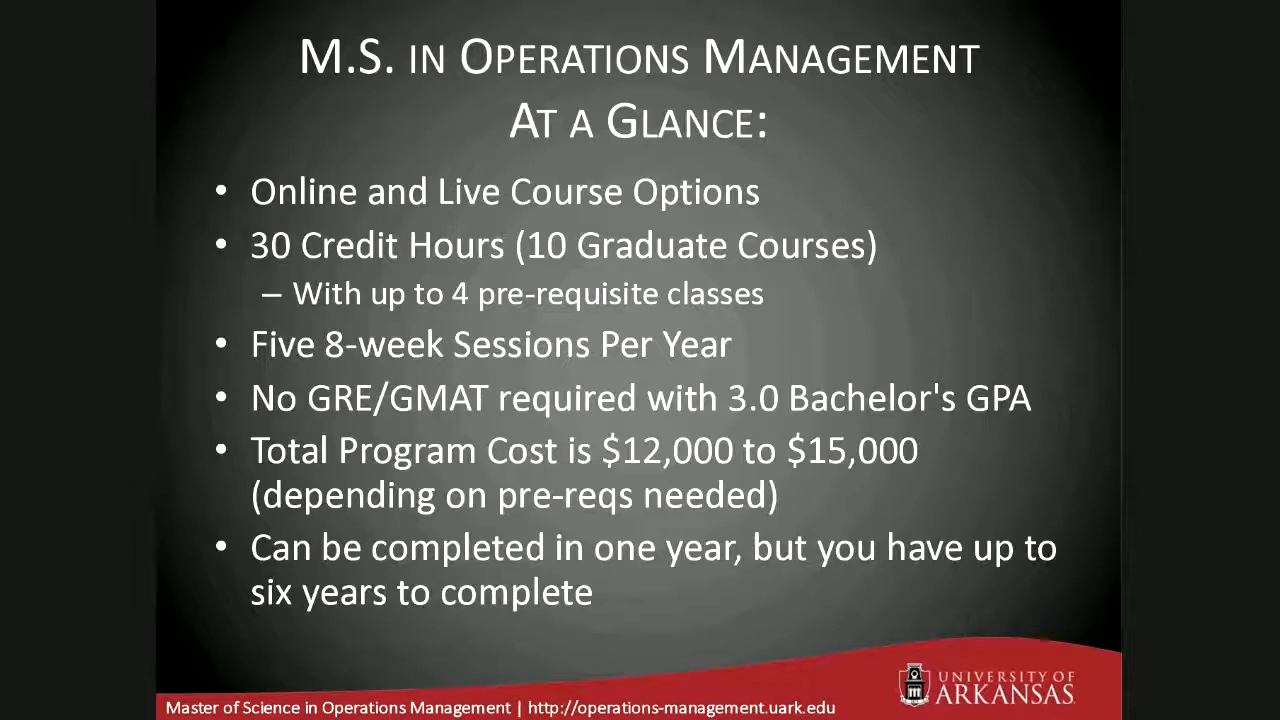 M.S. IN OPERATIONS MANAGEMENT
AT A GLANCE:
• Online and Live Course Options
• 30 Credit Hours (10 Graduate Courses)
– With up to 4 pre-requisite classes
• Five 8-week Sessions Per Year
• No GRE/GMAT required with 3.0 Bachelor's GPA
• Total Program Cost is $12,000 to $15,000
(depending on pre-reqs needed)
• Can be completed in one year, but you have up to
six years to complete
UNIVERSITY OF
ARKANSAS
Master of Science in Operations Management | http://operations-management.uark.edu